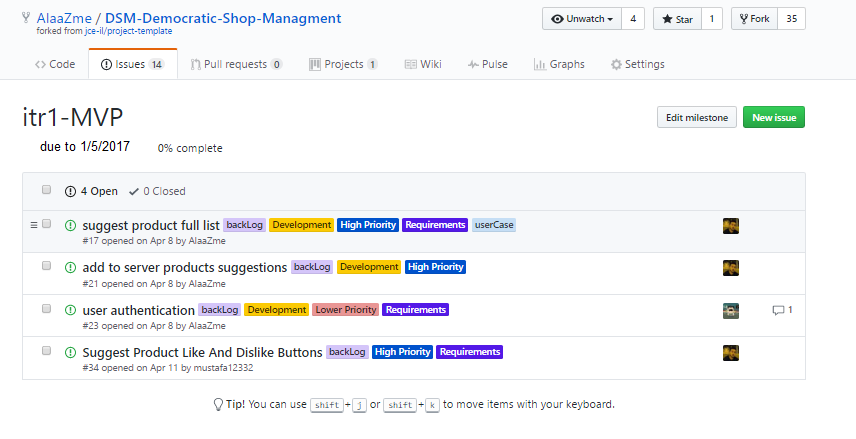 AlaaZme / DSM-Democratic-Shop-Managment
forked from jce-il/project-template
Unwatch 4 Star 1 Fork 35
Code Issues 14 Pull requests 0 Projects 1 Wiki Pulse Graphs Settings
itr1-MVP
Edit milestone New issue
due to 1/5/2017 0% complete
4 Open 0 Closed
suggest product full list backLog Development High Priority Requirements userCase
#17 opened on Apr 8 by AlaaZme
add to server products suggestions backLog Development High Priority
#21 opened on Apr 8 by AlaaZme
user authentication backLog Development Lower Priority Requirements 1
#23 opened on Apr 8 by AlaaZme
Suggest Product Like And Dislike Buttons backLog High Priority Requirements
#34 opened on Apr 11 by mustafa12332
Tip! You can use shift + j or shift + k to move items with your keyboard.